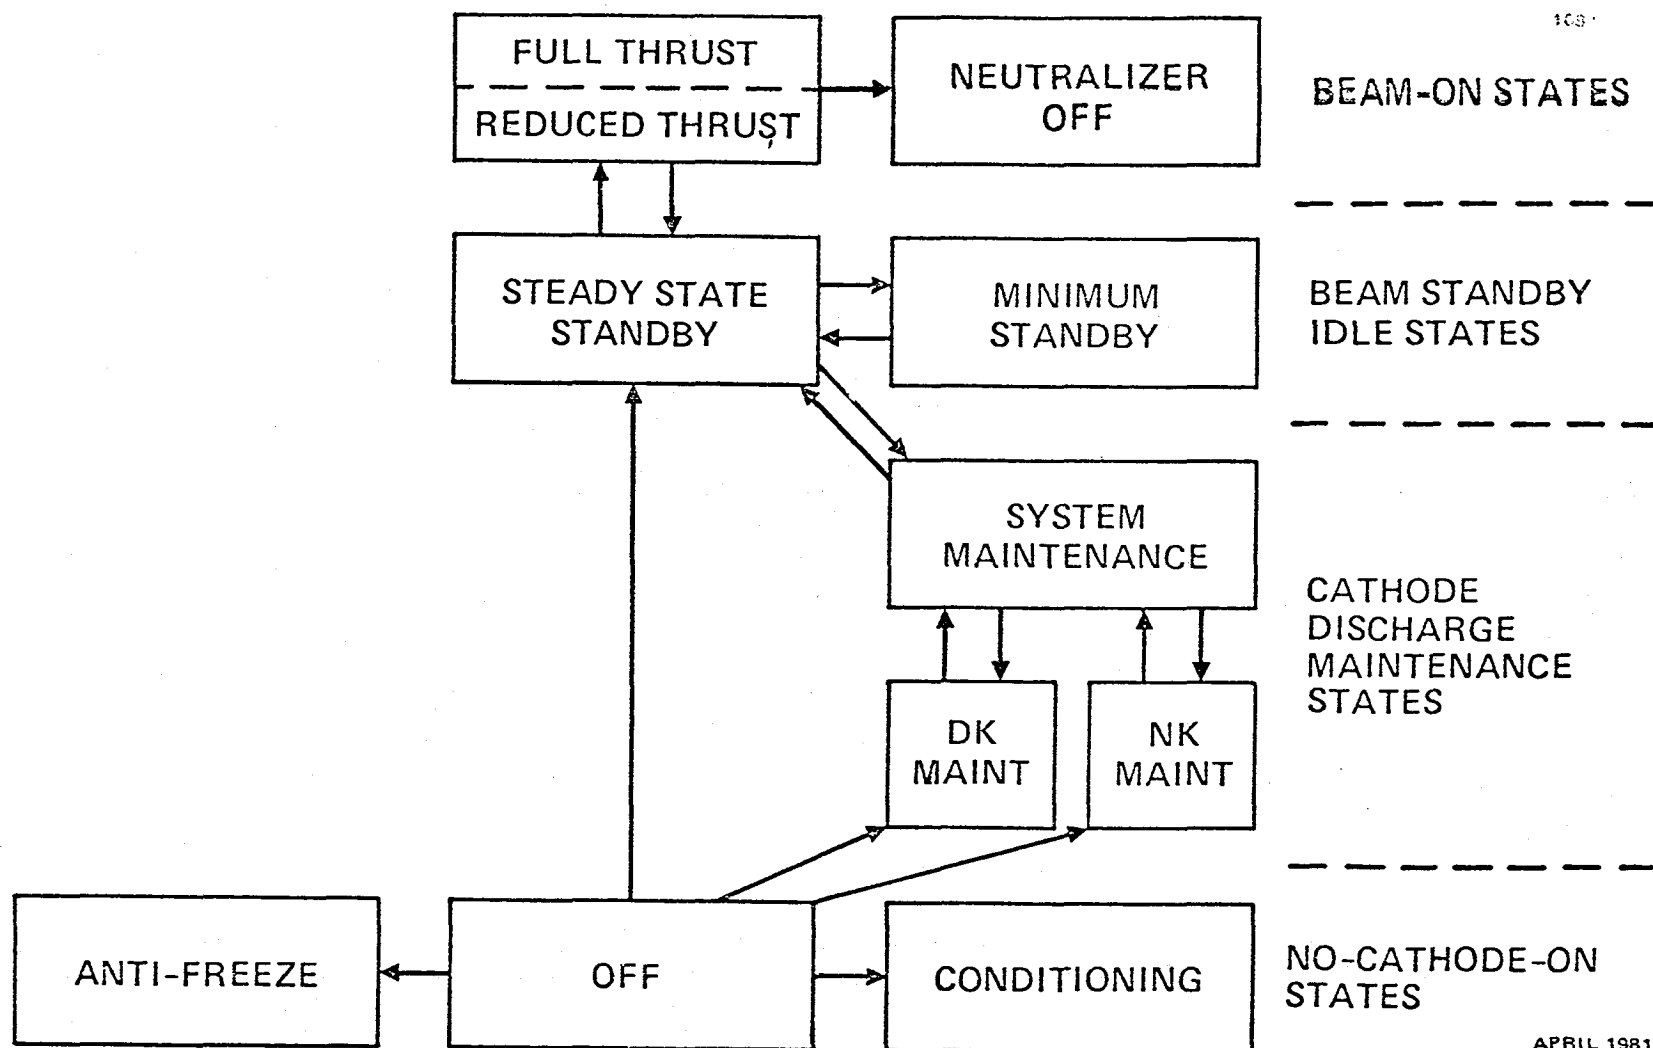 FULL THRUST
REDUCED THRUST
NEUTRALIZER
OFF
BEAM-ON STATES
STEADY STATE
STANDBY
MINIMUM
STANDBY
BEAM STANDBY
IDLE STATES
SYSTEM
MAINTENANCE
CATHODE
DISCHARGE
MAINTENANCE
STATES
DK
MAINT
NK
MAINT
ANTI-FREEZE
OFF
CONDITIONING
NO-CATHODE-ON
STATES
APRIL 1981